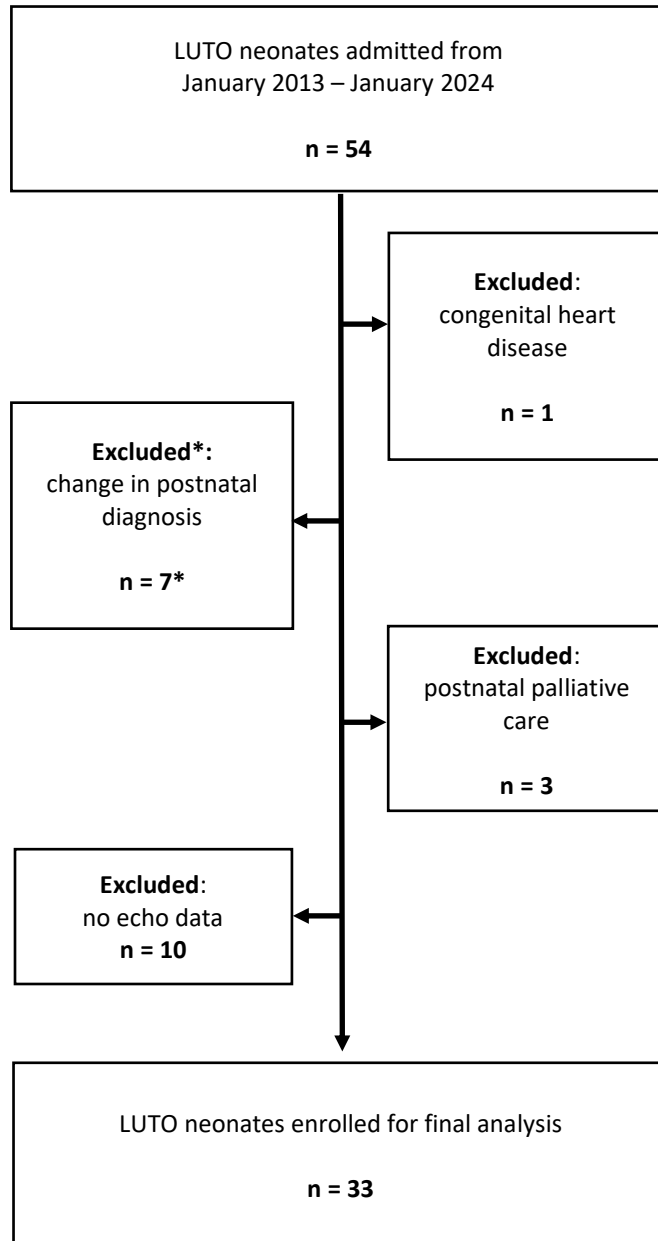 LUTO neonates admitted from
January 2013 – January 2024
n = 54
Excluded:
congenital heart
disease
n = 1
Excluded*:
change in postnatal
diagnosis
n = 7*
Excluded:
postnatal palliative
care
n = 3
Excluded:
no echo data
n = 10
LUTO neonates enrolled for final analysis
n = 33